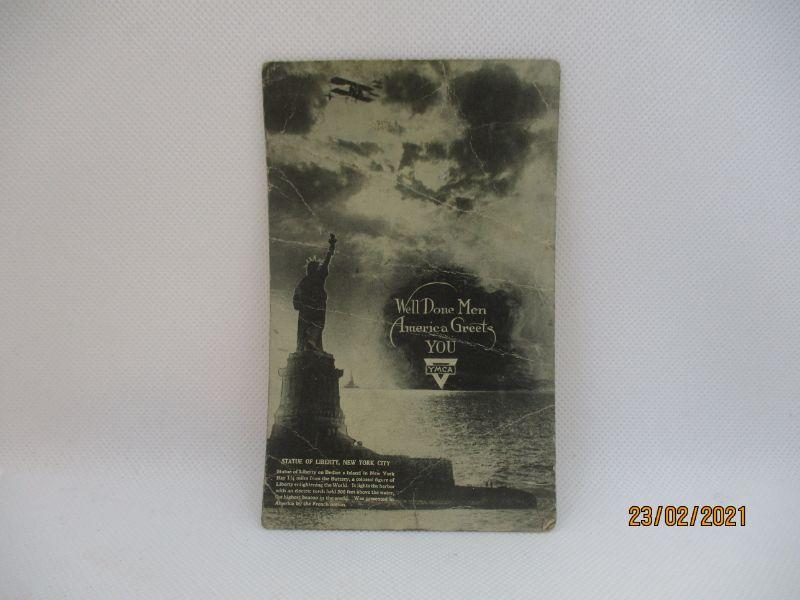 Well Done Men
America Greets
YOU
YMCA
STATUE OF LIBERTY, NEW YORK CITY
Statue of Liberty on Bedloe's Island in New York
Bay 1¾ miles from the Battery, a colossal figure of
Liberty enlightening the World. It lights the harbor
with an electric torch held 300 feet above the water,
the highest beacon in the world. Was presented to
America by the French nation.
23/02/2021